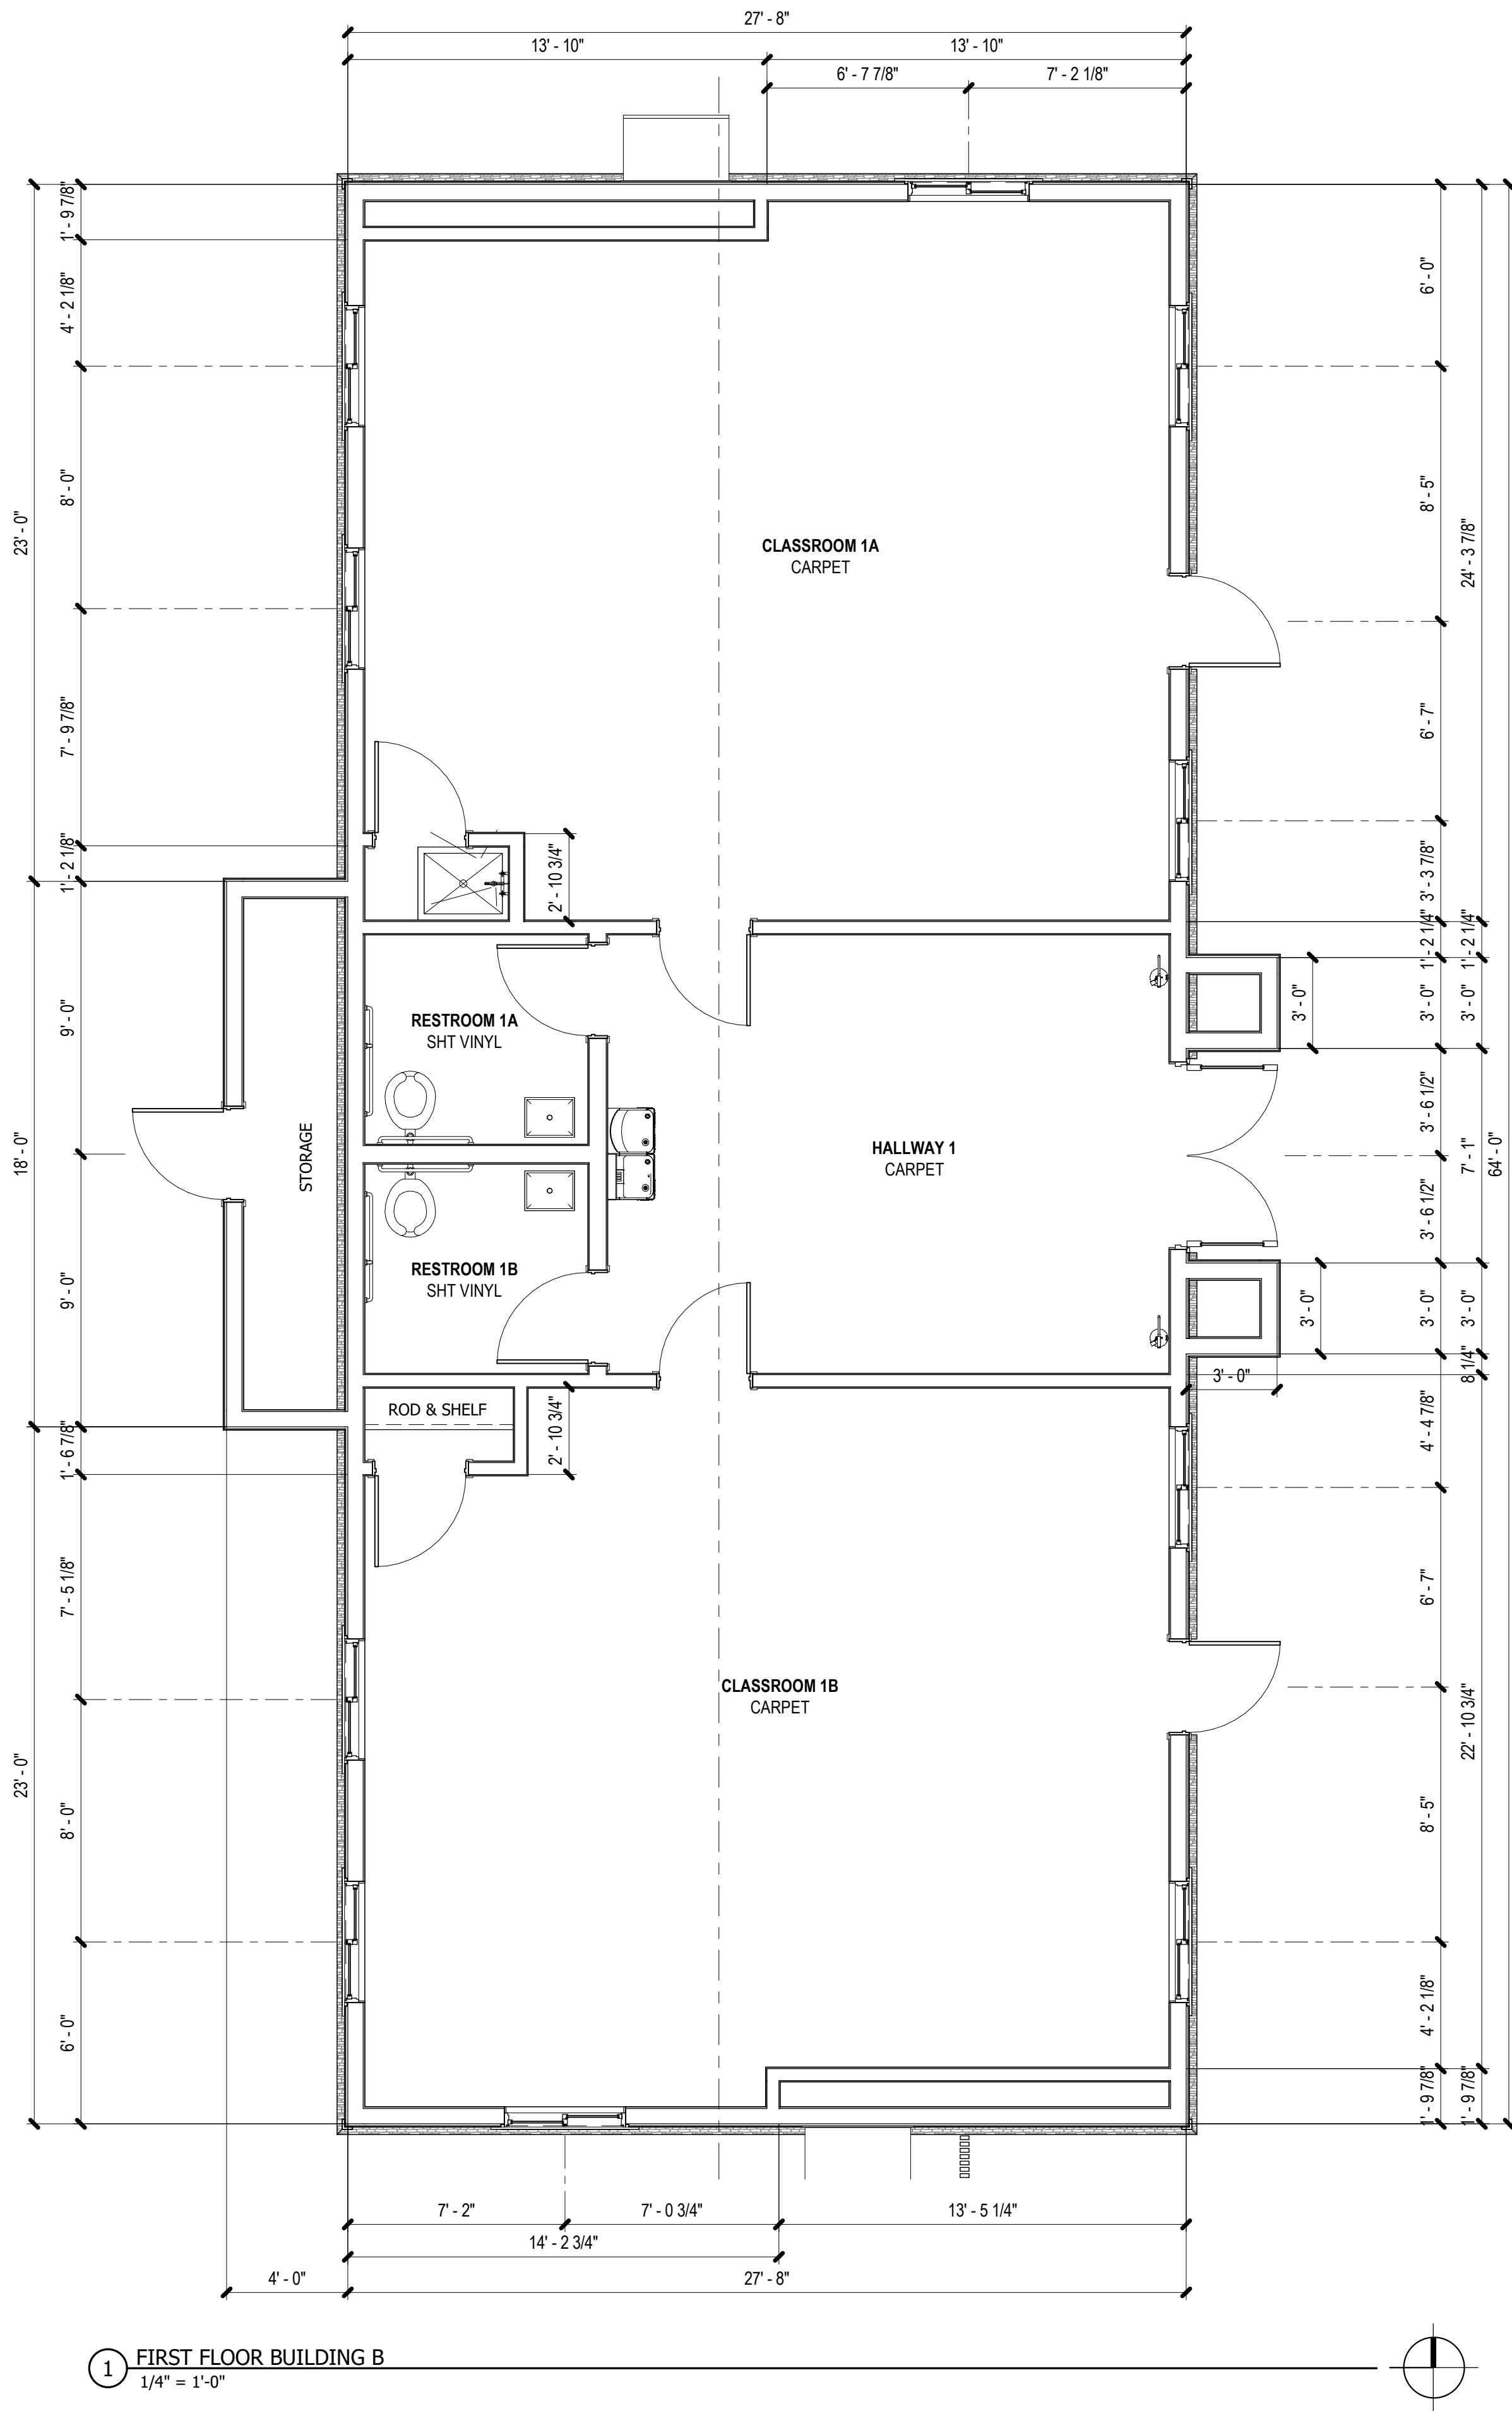 27' - 8"
13' - 10"
13' - 10"
6' - 7 7/8"
7' - 2 1/8"
1' - 9 7/8"
4' - 2 1/8"
8' - 0"
23' - 0"
7' - 9 7/8"
1' - 2 1/8"
9' - 0"
18' - 0"
9' - 0"
1' - 6 7/8"
7' - 5 1/8"
23' - 0"
8' - 0"
6' - 0"
CLASSROOM 1A
CARPET
2' - 10 3/4"
RESTROOM 1A
SHT VINYL
STORAGE
HALLWAY 1
CARPET
RESTROOM 1B
SHT VINYL
ROD & SHELF
2' - 10 3/4"
CLASSROOM 1B
CARPET
3' - 0"
3' - 0"
3' - 0"
6' - 0"
8' - 5"
6' - 7"
3' - 3 7/8"
1' - 2 1/4"
3' - 0"
3' - 6 1/2"
3' - 6 1/2"
3' - 0"
4' - 4 7/8"
6' - 7"
8' - 5"
4' - 2 1/8"
1' - 9 7/8"
24' - 3 7/8"
1' - 2 1/4"
3' - 0"
7' - 1"
3' - 0"
8 1/4"
22' - 10 3/4"
1' - 9 7/8"
64' - 0"
7' - 2"
7' - 0 3/4"
13' - 5 1/4"
14' - 2 3/4"
4' - 0"
27' - 8"
1
FIRST FLOOR BUILDING B
1/4" = 1'-0"